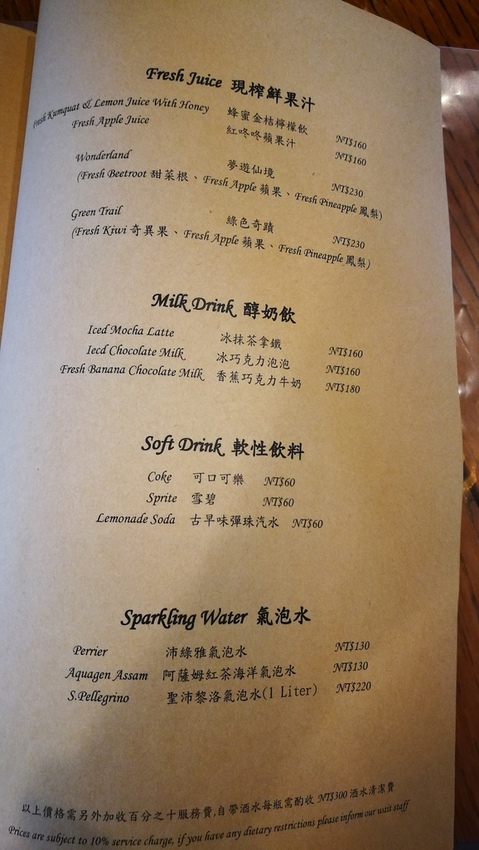 Fresh Juice 現榨鮮果汁
Fresh Kumquat & Lemon Juice With Honey 蜂蜜金桔檸檬飲 NT$160
Fresh Apple Juice 紅咚咚蘋果汁 NT$160
Wonderland 夢遊仙境 NT$230
(Fresh Beetroot 甜菜根、Fresh Apple 蘋果、Fresh Pineapple 鳳梨)
Green Trail 綠色奇蹟 NT$230
(Fresh Kiwi 奇異果、Fresh Apple 蘋果、Fresh Pineapple 鳳梨)
Milk Drink 醇奶飲
Iced Mocha Latte 冰抹茶拿鐵 NT$160
Iecd Chocolate Milk 冰巧克力泡泡 NT$160
Fresh Banana Chocolate Milk 香蕉巧克力牛奶 NT$180
Soft Drink 軟性飲料
Coke 可口可樂 NT$60
Sprite 雪碧 NT$60
Lemonade Soda 古早味彈珠汽水 NT$60
Sparkling Water 氣泡水
Perrier 沛綠雅氣泡水 NT$130
Aquagen Assam 阿薩姆紅茶海洋氣泡水 NT$130
S.Pellegrino 聖沛黎洛氣泡水(1 Liter) NT$220
以上價格需另外加收百分之十服務費,自帶酒水每瓶需酌收 NT$300 酒水清潔費
Prices are subject to 10% service charge, if you have any dietary restrictions please inform our wait staff